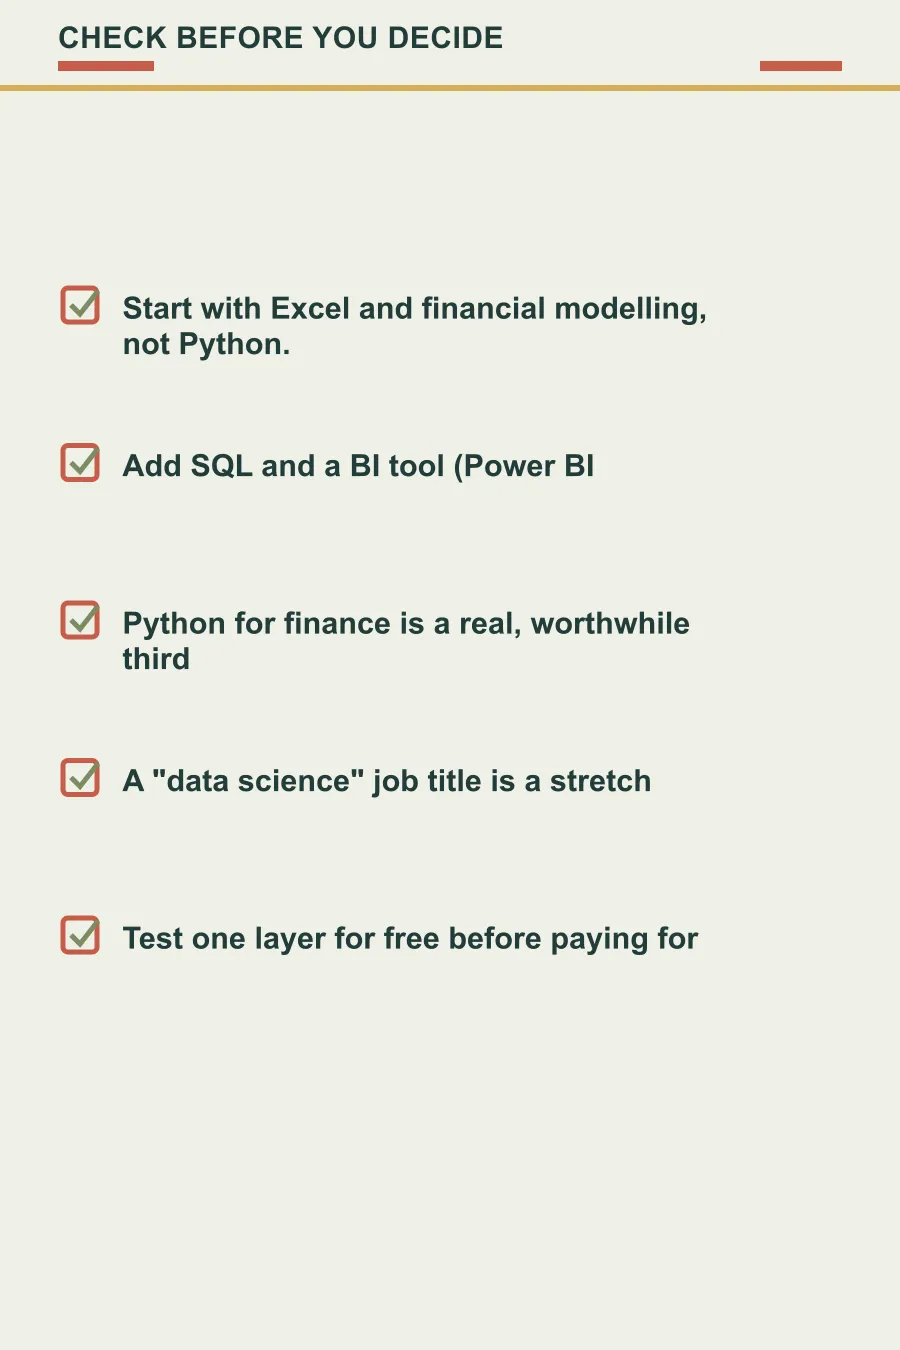 CHECK BEFORE YOU DECIDE
Start with Excel and financial modelling,
not Python.
Add SQL and a BI tool (Power BI
Python for finance is a real, worthwhile
third
A "data science" job title is a stretch
Test one layer for free before paying for